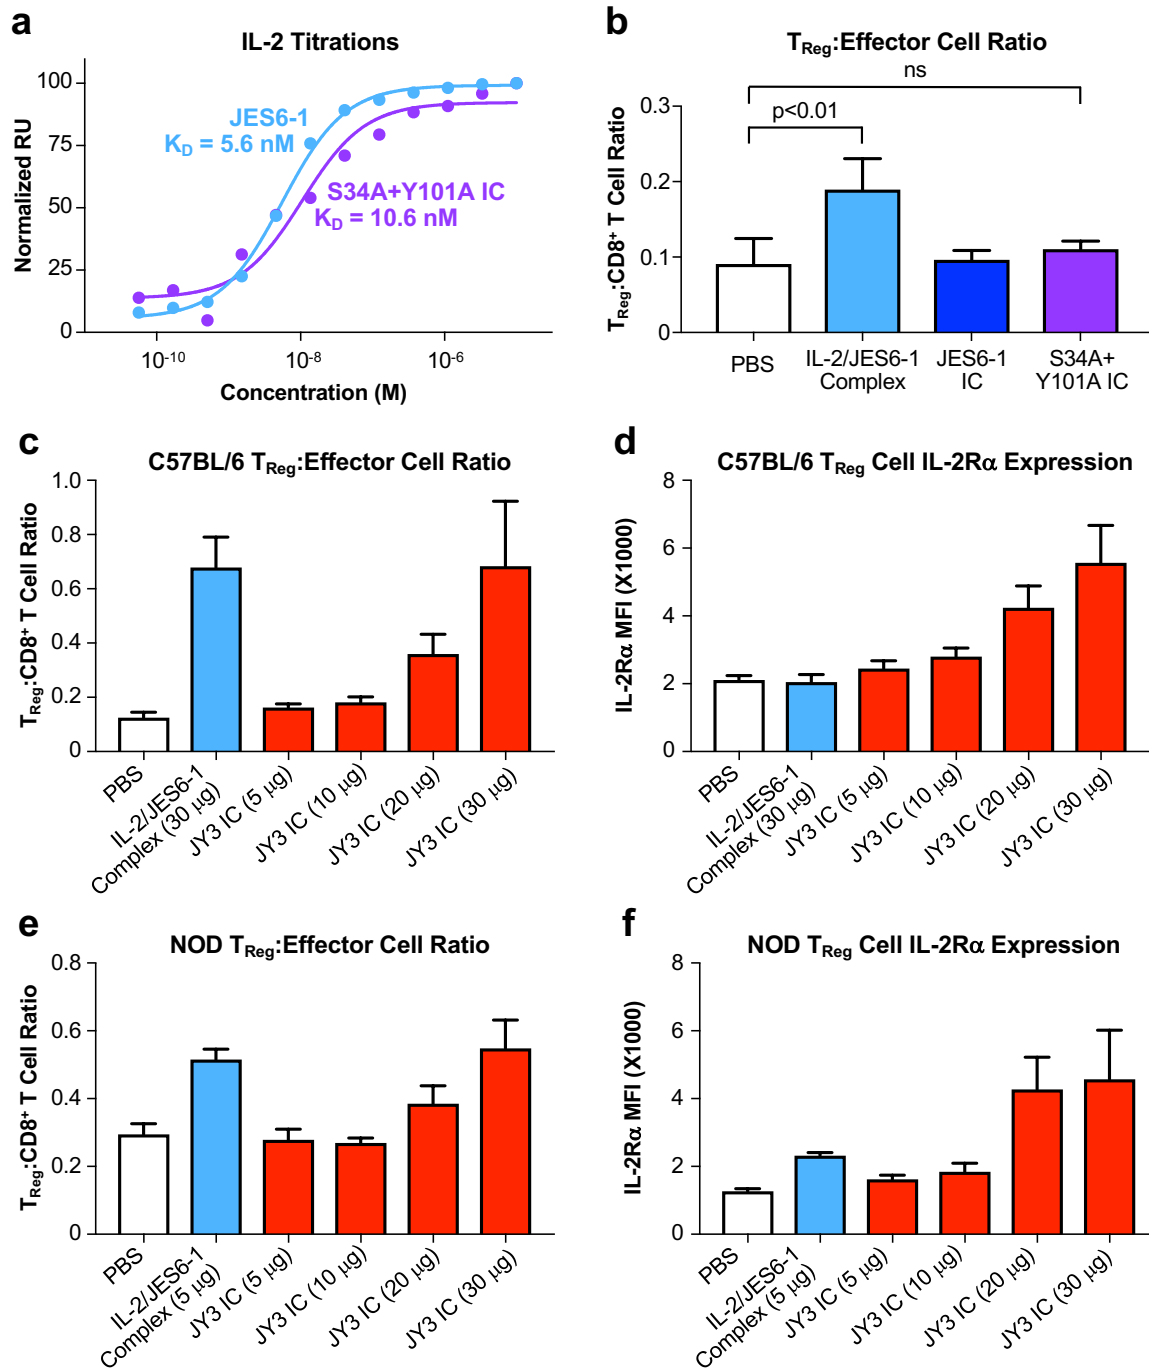 a
IL-2 Titrations
Normalized RU
100
75
50
25
0
JES6-1
K_D = 5.6 nM
S34A+Y101A IC
K_D = 10.6 nM
10⁻¹⁰
10⁻⁸
10⁻⁶
Concentration (M)
b
T_Reg:Effector Cell Ratio
ns
p<0.01
T_Reg:CD8⁺ T Cell Ratio
0.3
0.2
0.1
0
PBS
IL-2/JES6-1
Complex
JES6-1
IC
S34A+
Y101A IC
c
C57BL/6 T_Reg:Effector Cell Ratio
T_Reg:CD8⁺ T Cell Ratio
1.0
0.8
0.6
0.4
0.2
0
PBS
IL-2/JES6-1
Complex (30 µg)
JY3 IC (5 µg)
JY3 IC (10 µg)
JY3 IC (20 µg)
JY3 IC (30 µg)
d
C57BL/6 T_Reg Cell IL-2Rα Expression
IL-2Rα MFI (X1000)
8
6
4
2
0
PBS
IL-2/JES6-1
Complex (30 µg)
JY3 IC (5 µg)
JY3 IC (10 µg)
JY3 IC (20 µg)
JY3 IC (30 µg)
e
NOD T_Reg:Effector Cell Ratio
T_Reg:CD8⁺ T Cell Ratio
0.8
0.6
0.4
0.2
0
PBS
IL-2/JES6-1
Complex (5 µg)
JY3 IC (5 µg)
JY3 IC (10 µg)
JY3 IC (20 µg)
JY3 IC (30 µg)
f
NOD T_Reg Cell IL-2Rα Expression
IL-2Rα MFI (X1000)
8
6
4
2
0
PBS
IL-2/JES6-1
Complex (5 µg)
JY3 IC (5 µg)
JY3 IC (10 µg)
JY3 IC (20 µg)
JY3 IC (30 µg)